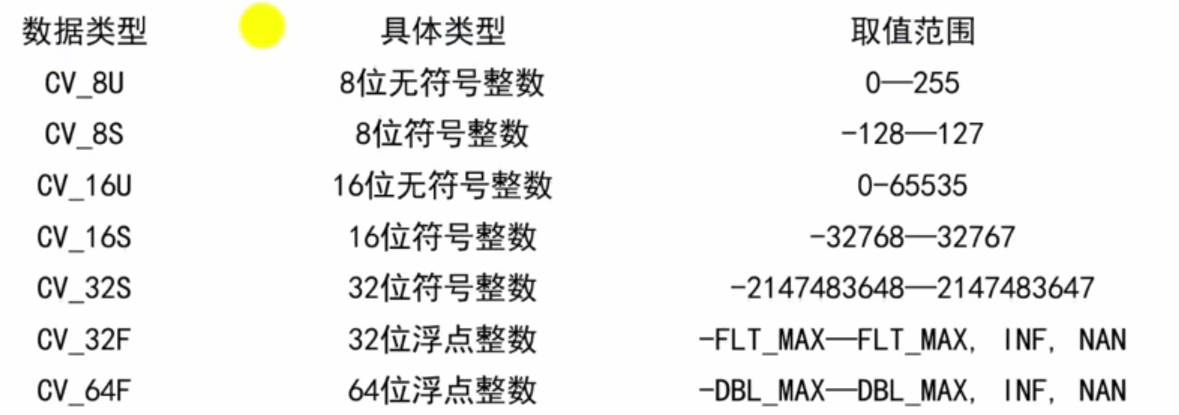 数据类型 具体类型 取值范围
CV_8U 8位无符号整数 0—255
CV_8S 8位符号整数 -128—127
CV_16U 16位无符号整数 0-65535
CV_16S 16位符号整数 -32768—32767
CV_32S 32位符号整数 -2147483648—2147483647
CV_32F 32位浮点整数 -FLT_MAX—FLT_MAX, INF, NAN
CV_64F 64位浮点整数 -DBL_MAX—DBL_MAX, INF, NAN